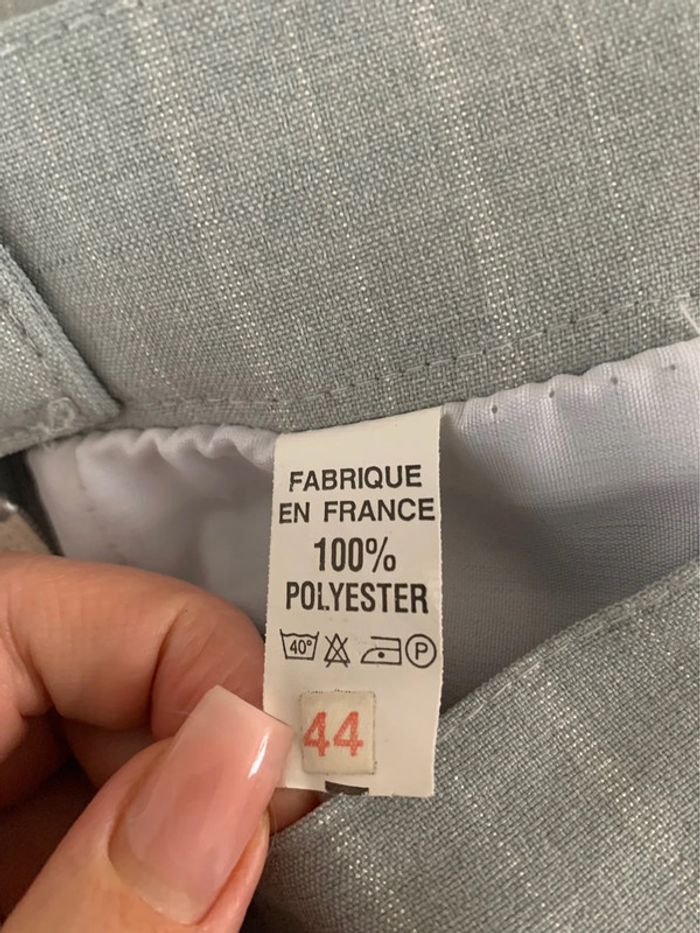 FABRIQUE
EN FRANCE
100%
POLYESTER
40° P
44